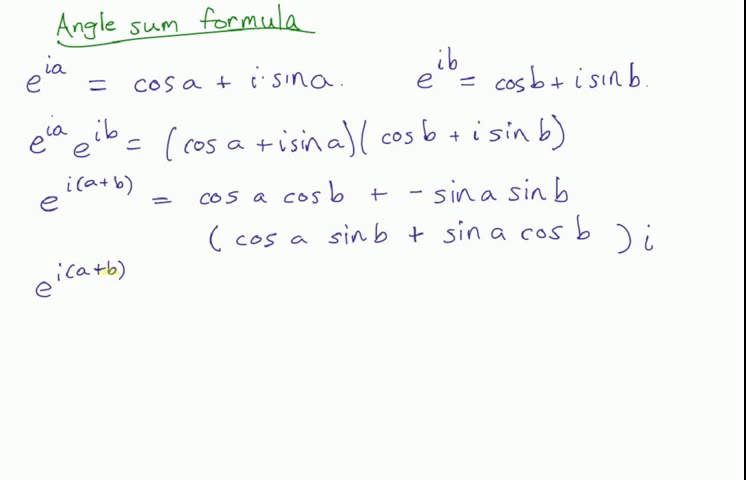 Angle sum formula
e^{ia} = cos a + i·sin a. e^{ib} = cos b + i sin b.
e^{ia} e^{ib} = (cos a + i sin a)(cos b + i sin b)
e^{i(a+b)} = cos a cos b + - sin a sin b
(cos a sin b + sin a cos b) i
e^{i(a+b)}